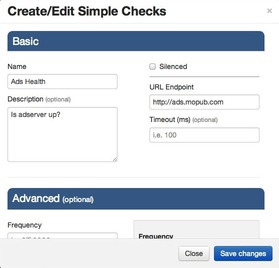 Create/Edit Simple Checks
×
Basic
Name
Ads Health
Description (optional)
Is adserver up?
Silenced
URL Endpoint
http://ads.mopub.com
Timeout (ms) (optional)
i.e. 100
Advanced (optional)
Frequency
Frequency
Close
Save changes